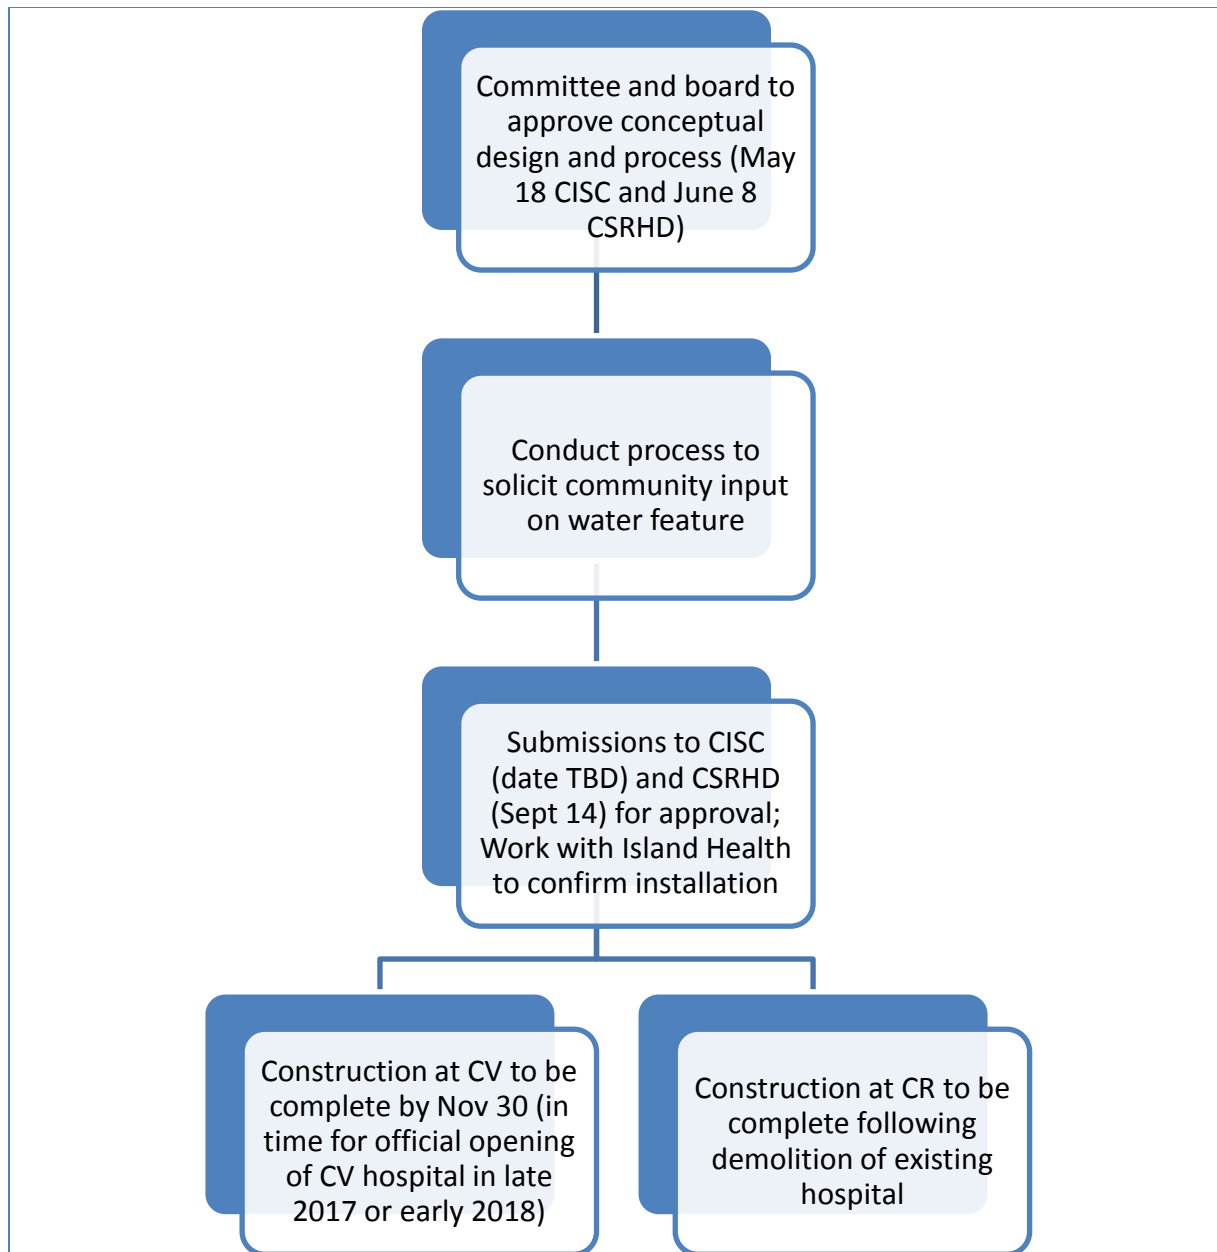 Committee and board to
approve conceptual
design and process (May
18 CISC and June 8
CSRHD)
Conduct process to
solicit community input
on water feature
Submissions to CISC
(date TBD) and CSRHD
(Sept 14) for approval;
Work with Island Health
to confirm installation
Construction at CV to be
complete by Nov 30 (in
time for official opening
of CV hospital in late
2017 or early 2018)
Construction at CR to be
complete following
demolition of existing
hospital